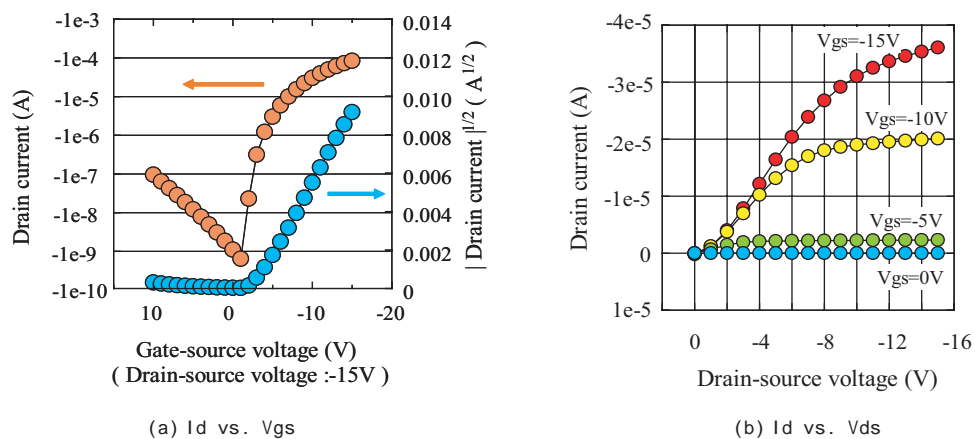 -1e-3
-1e-4
-1e-5
-1e-6
-1e-7
-1e-8
-1e-9
-1e-10
Drain current (A)
0.014
0.012
0.010
0.008
0.006
0.004
0.002
0
| Drain current |1/2 ( A1/2 )
10
0
-10
-20
Gate-source voltage (V)
( Drain-source voltage :-15V )
(a) Id vs. Vgs
-4e-5
-3e-5
-2e-5
-1e-5
0
1e-5
Drain current (A)
Vgs=-15V
Vgs=-10V
Vgs=-5V
Vgs=0V
0
-4
-8
-12
-16
Drain-source voltage (V)
(b) Id vs. Vds